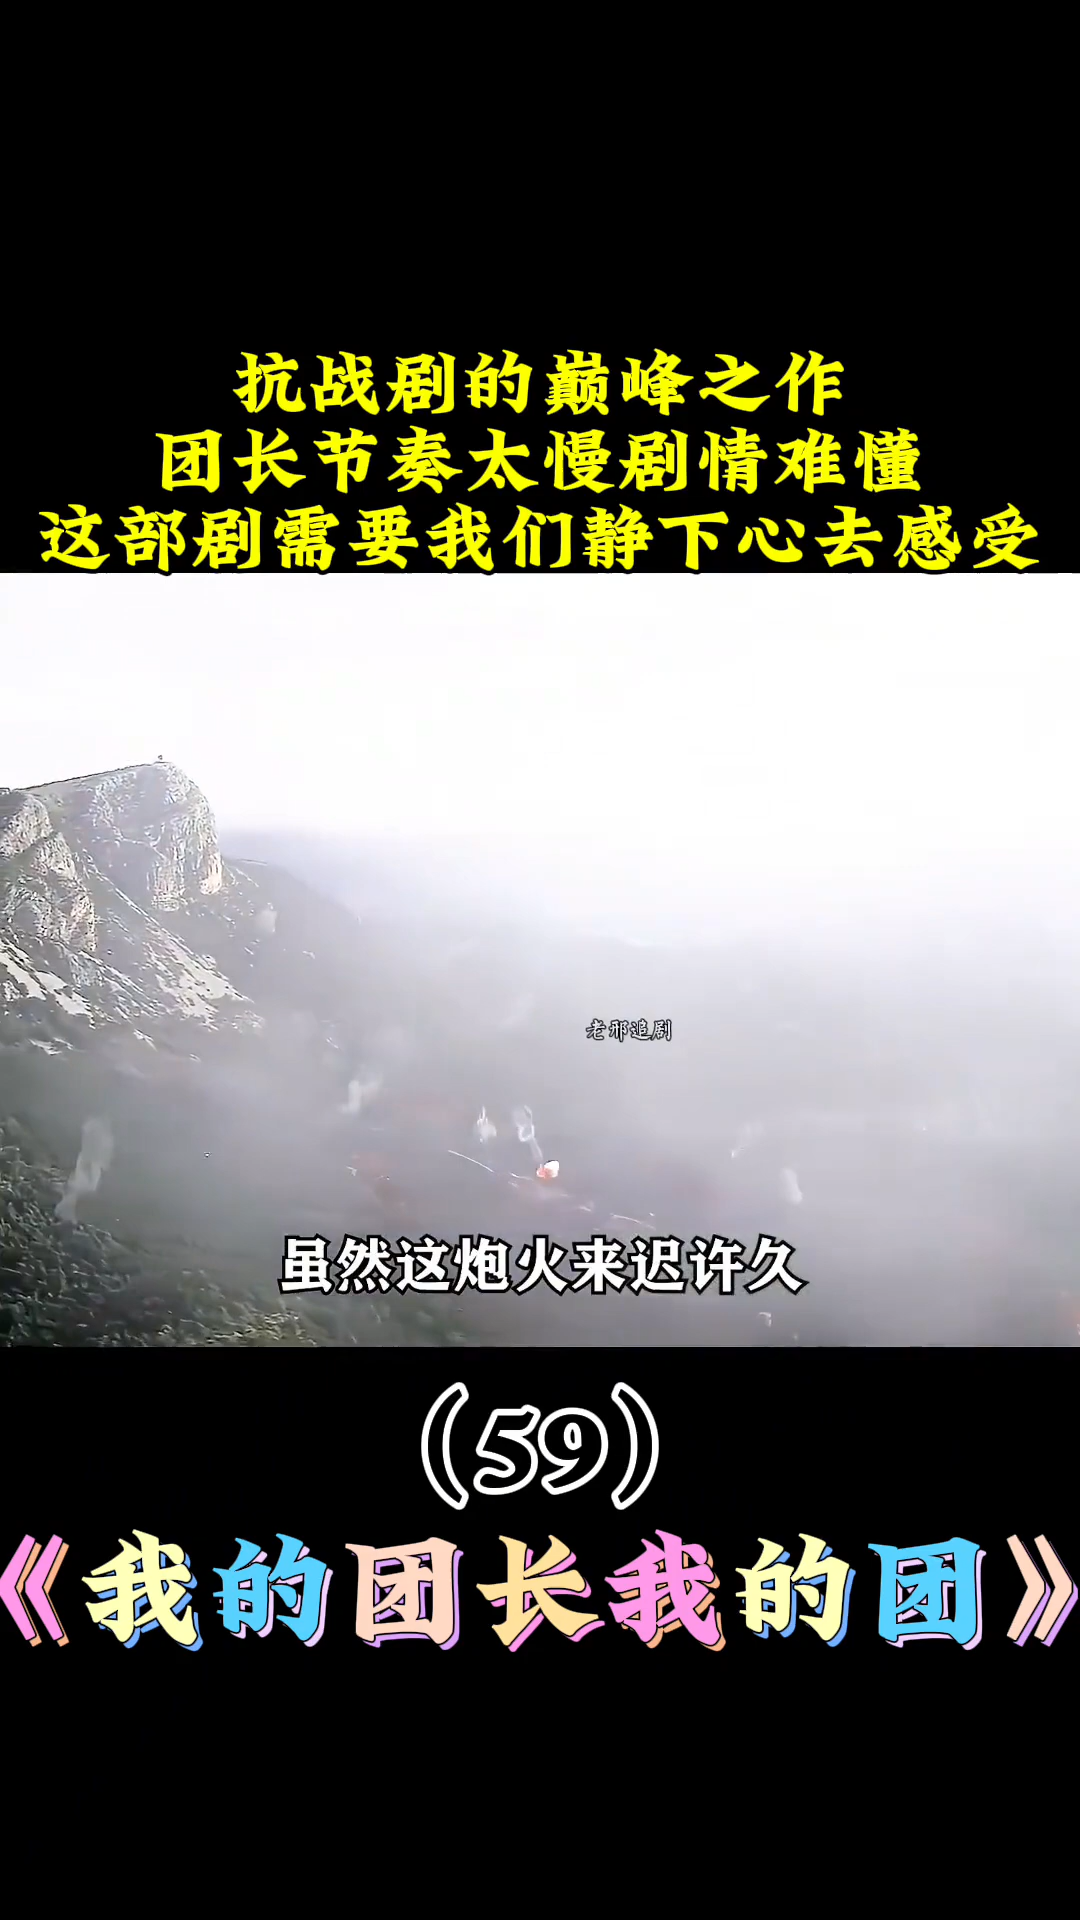 抗战剧的巅峰之作
团长节奏太慢剧情难懂
这部剧需要我们静下心去感受
老邢追剧
虽然这炮火来迟许久
（59）
《我的团长我的团》